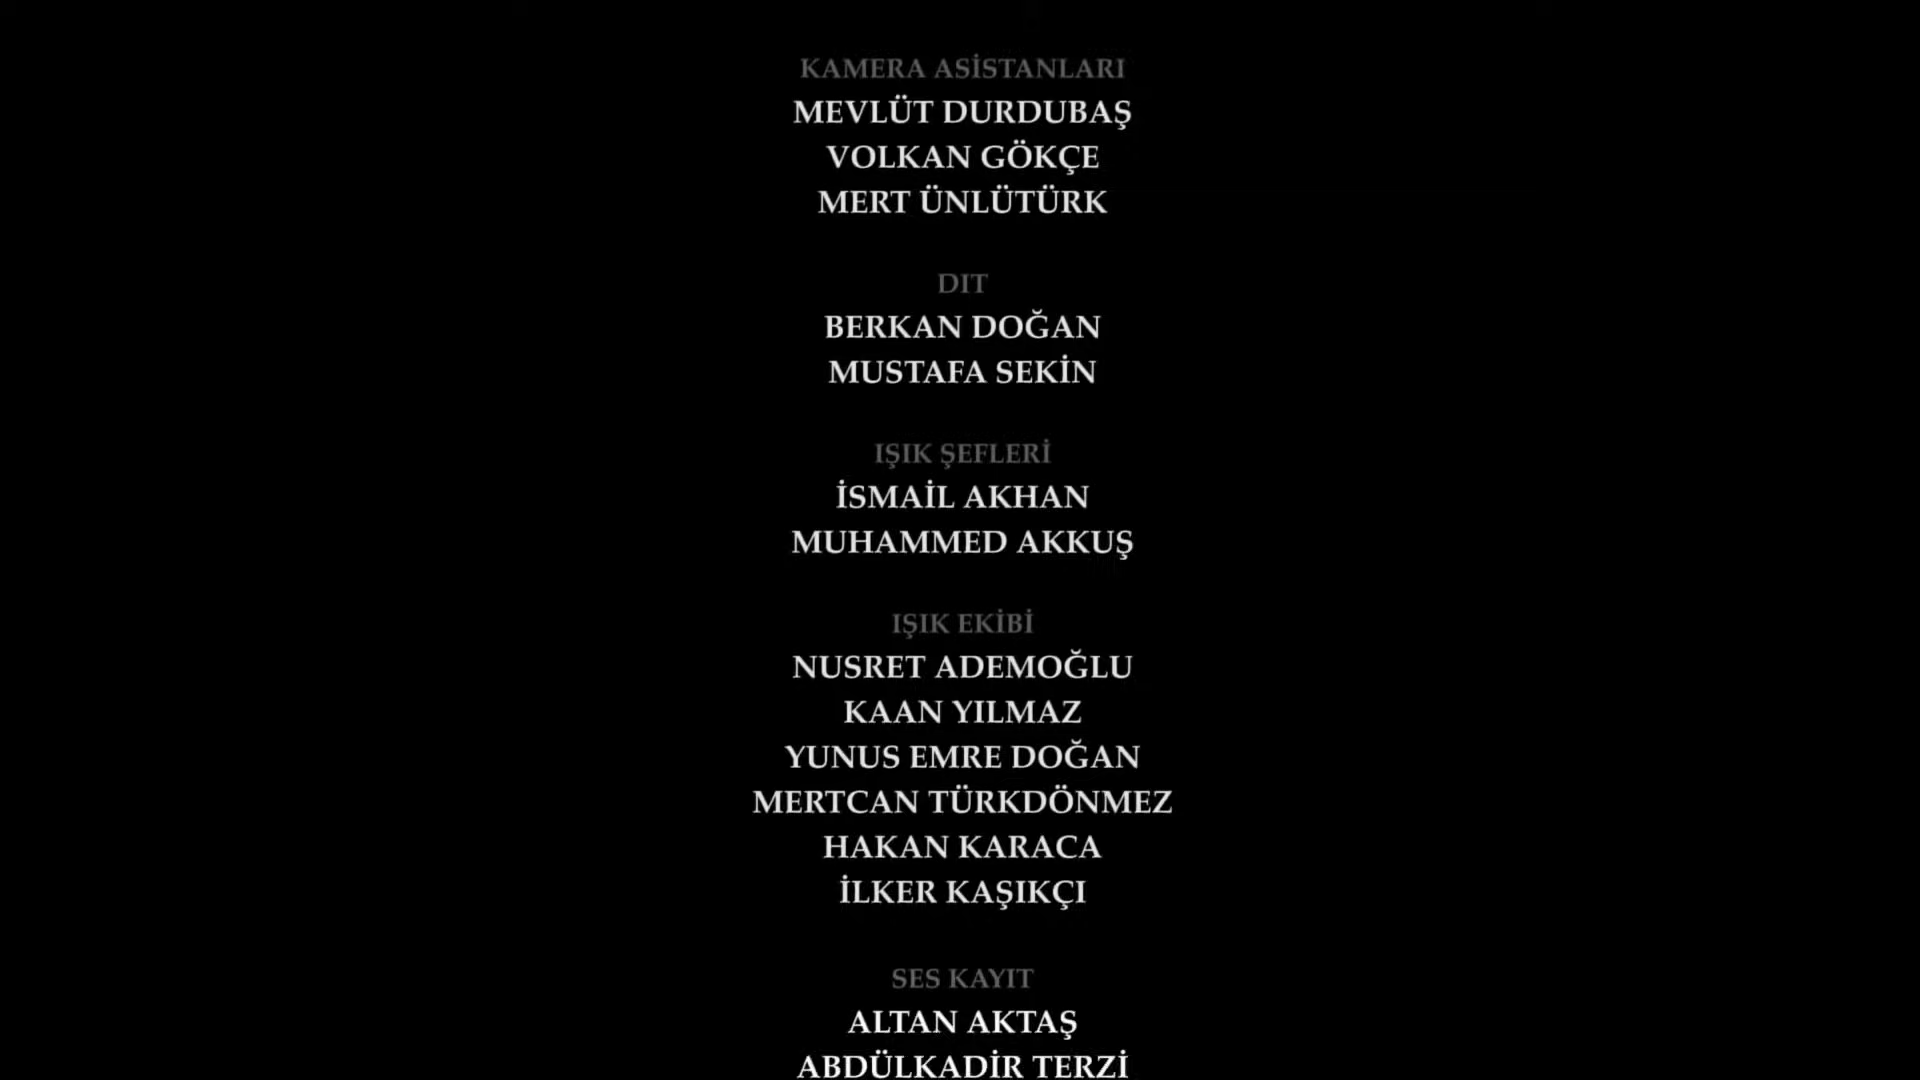 KAMERA ASİSTANLARI
MEVLÜT DURDUBAŞ
VOLKAN GÖKÇE
MERT ÜNLÜTÜRK
DIT
BERKAN DOĞAN
MUSTAFA SEKİN
IŞIK ŞEFLERİ
İSMAİL AKHAN
MUHAMMED AKKUŞ
IŞIK EKİBİ
NUSRET ADEMOĞLU
KAAN YILMAZ
YUNUS EMRE DOĞAN
MERTCAN TÜRKDÖNMEZ
HAKAN KARACA
İLKER KAŞIKÇI
SES KAYIT
ALTAN AKTAŞ
ABDÜLKADİR TERZİ